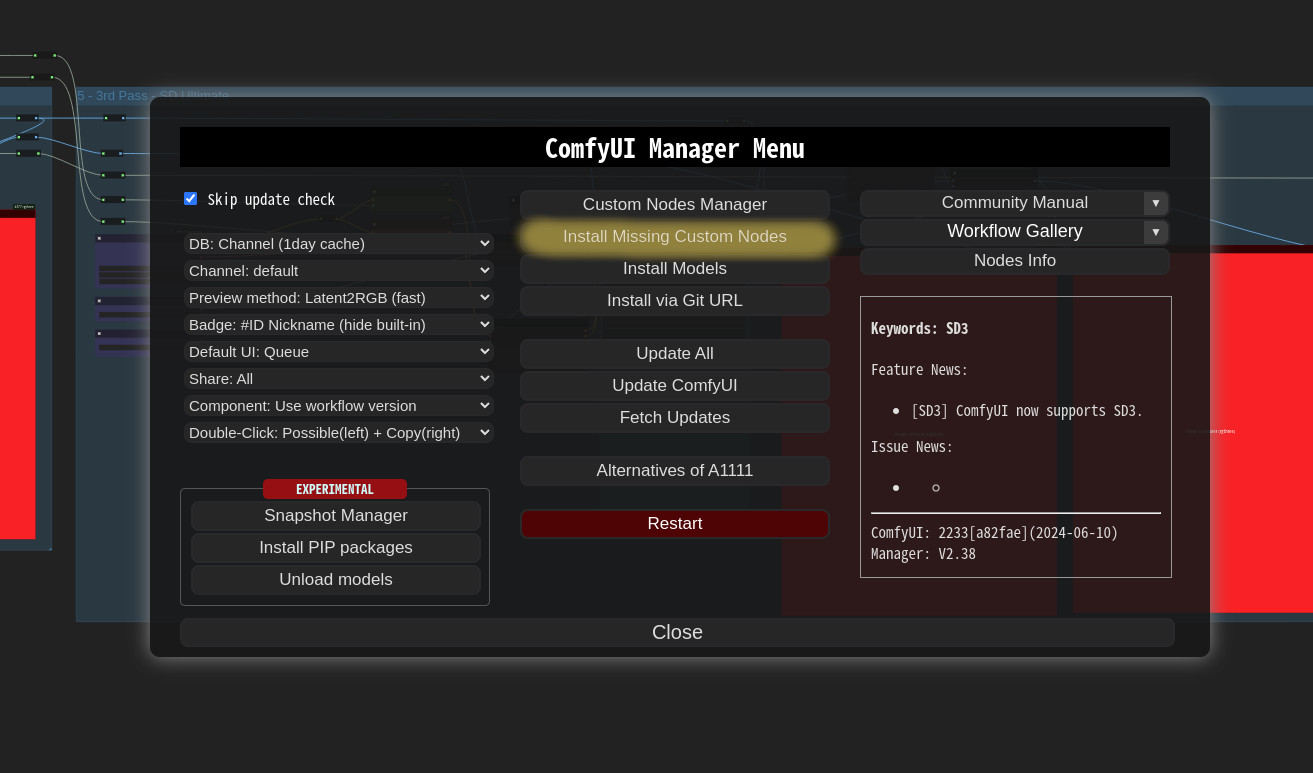 5 - 3rd Pass - SD Ultimate
ComfyUI Manager Menu
Skip update check
DB: Channel (1day cache)
Channel: default
Preview method: Latent2RGB (fast)
Badge: #ID Nickname (hide built-in)
Default UI: Queue
Share: All
Component: Use workflow version
Double-Click: Possible(left) + Copy(right)
EXPERIMENTAL
Snapshot Manager
Install PIP packages
Unload models
Custom Nodes Manager
Install Missing Custom Nodes
Install Models
Install via Git URL
Update All
Update ComfyUI
Fetch Updates
Alternatives of A1111
Restart
Community Manual
Workflow Gallery
Nodes Info
Keywords: SD3
Feature News:
[SD3] ComfyUI now supports SD3.
Issue News:
ComfyUI: 2233[a82fae](2024-06-10)
Manager: V2.38
Close